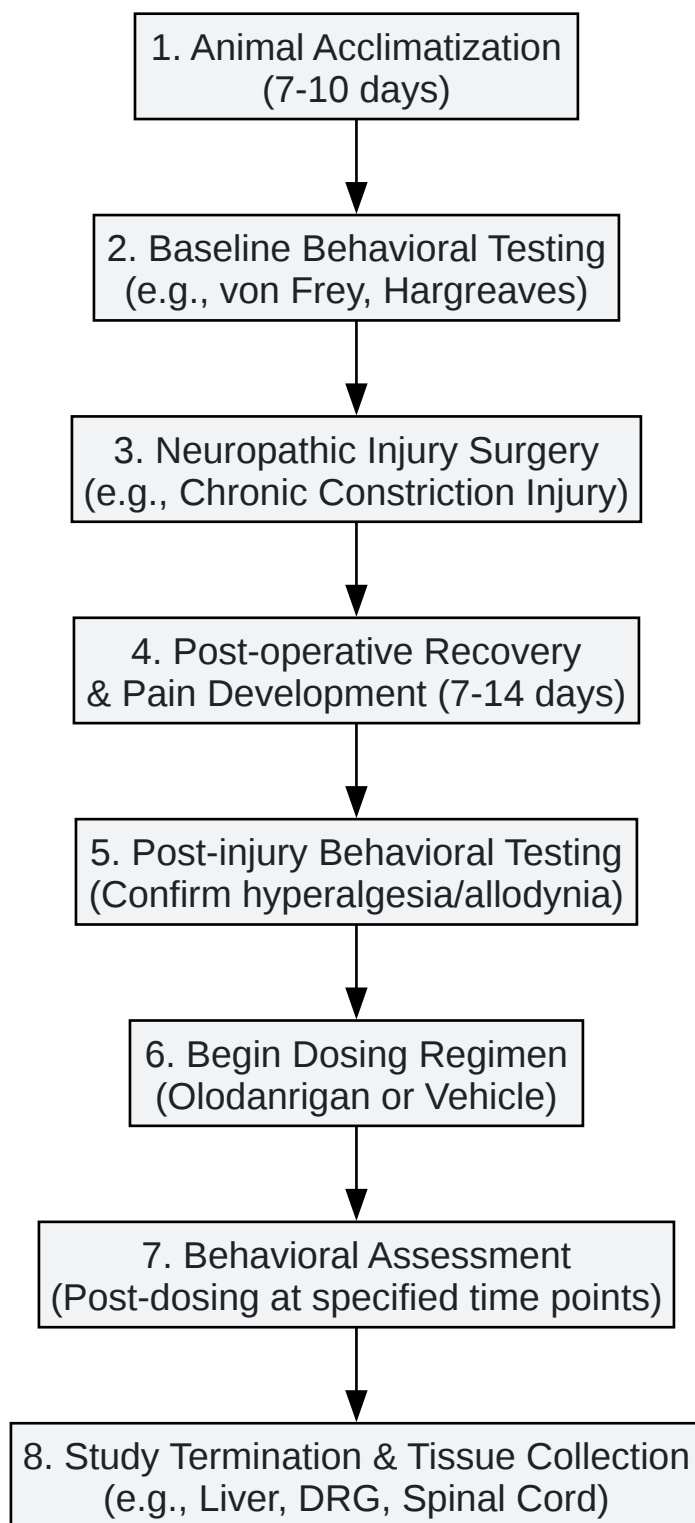 1. Animal Acclimatization
(7-10 days)
2. Baseline Behavioral Testing
(e.g., von Frey, Hargreaves)
3. Neuropathic Injury Surgery
(e.g., Chronic Constriction Injury)
4. Post-operative Recovery
& Pain Development (7-14 days)
5. Post-injury Behavioral Testing
(Confirm hyperalgesia/allodynia)
6. Begin Dosing Regimen
(Olodanrigan or Vehicle)
7. Behavioral Assessment
(Post-dosing at specified time points)
8. Study Termination & Tissue Collection
(e.g., Liver, DRG, Spinal Cord)